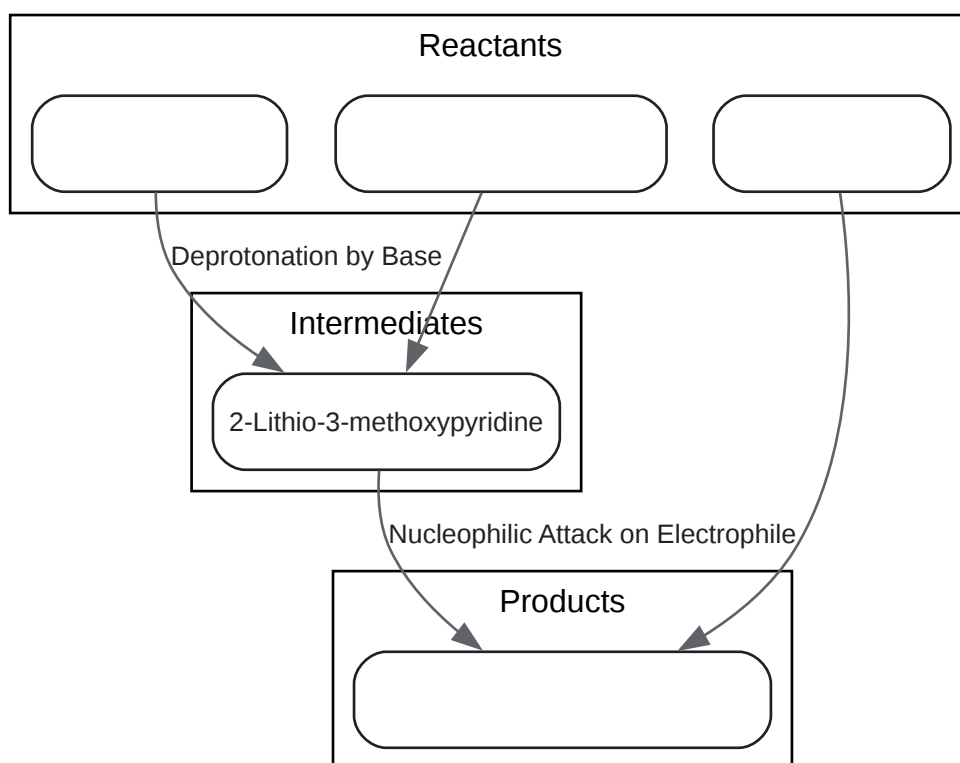 Reactants
Deprotonation by Base
Intermediates
2-Lithio-3-methoxypyridine
Nucleophilic Attack on Electrophile
Products